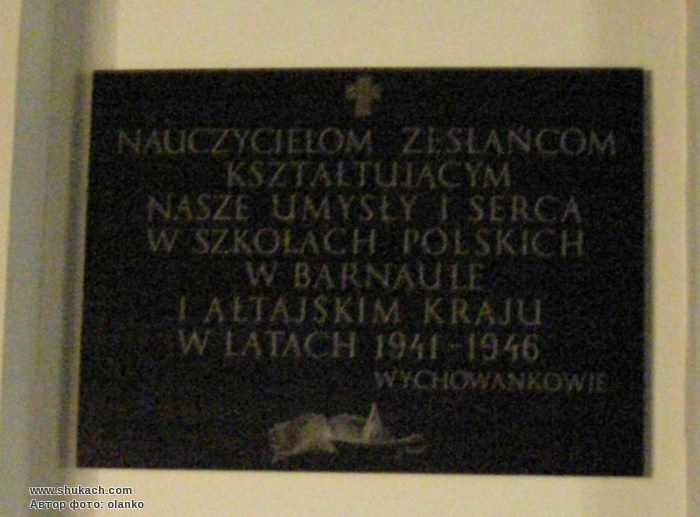 NAUCZYCIELOM ZESŁAŃCOM
KSZTAŁTUJĄCYM
NASZE UMYSŁY I SERCA
W SZKOŁACH POLSKICH
W BARNAULE
I AŁTAJSKIM KRAJU
W LATACH 1941-1946
WYCHOWANKOWIE
www.shukach.com
Автор фото: olanko